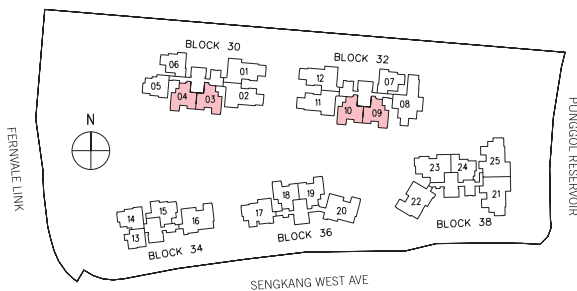 BLOCK 30
BLOCK 32
06
01
05
04
03
02
12
07
11
10
09
08
N
FERNVALE LINK
PUNGGOL RESERVOIR
23
24
25
22
21
BLOCK 38
14
15
16
13
BLOCK 34
18
19
17
20
BLOCK 36
SENGKANG WEST AVE